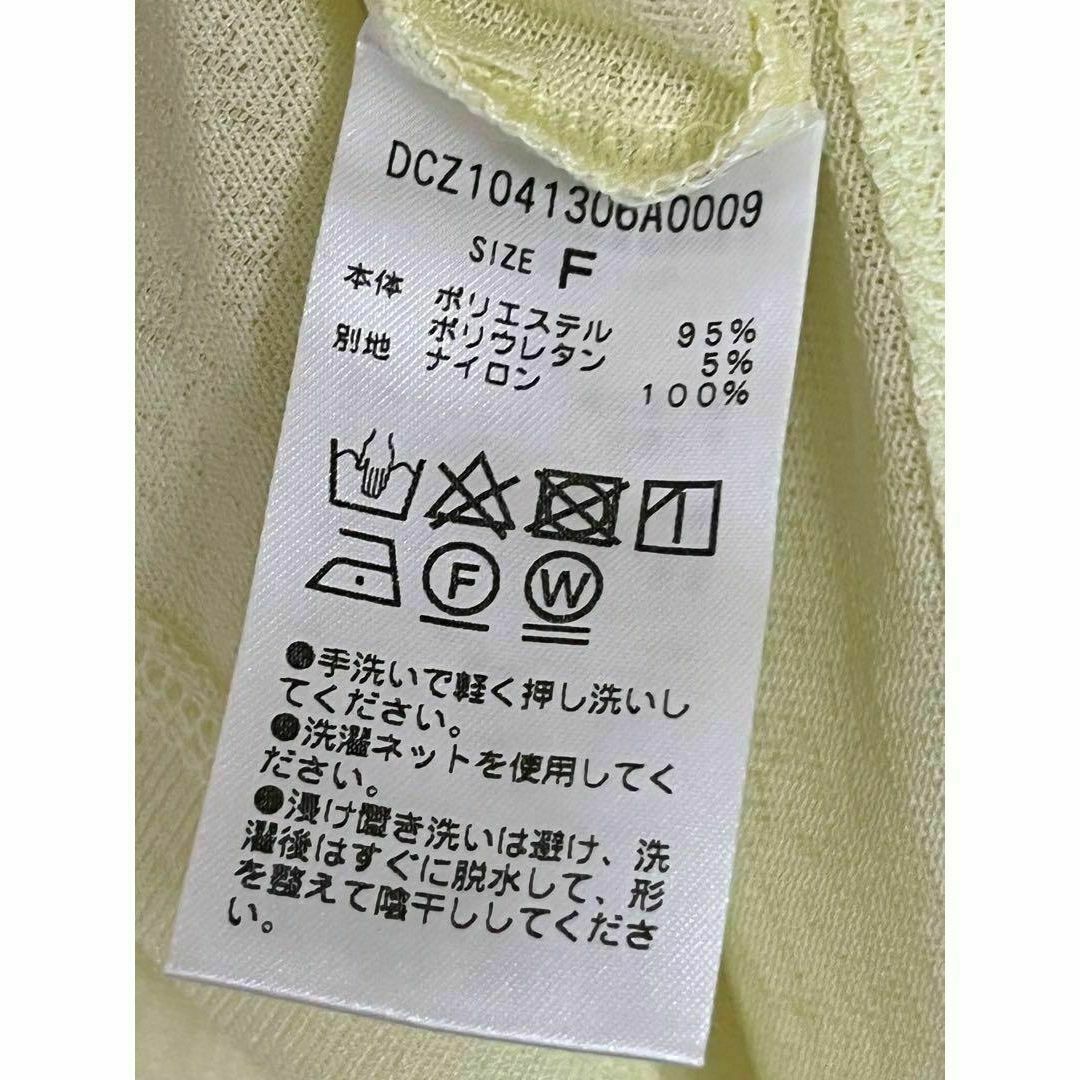 DCZ1041306A0009
SIZE F
本体 ポリエステル 95%
ポリウレタン 5%
別地 ナイロン 100%
F W
●手洗いで軽く押し洗いし
てください。
●洗濯ネットを使用してく
ださい。
●浸け置き洗いは避け、洗
濯後はすぐに脱水して、形
を整えて陰干ししてくださ
い。